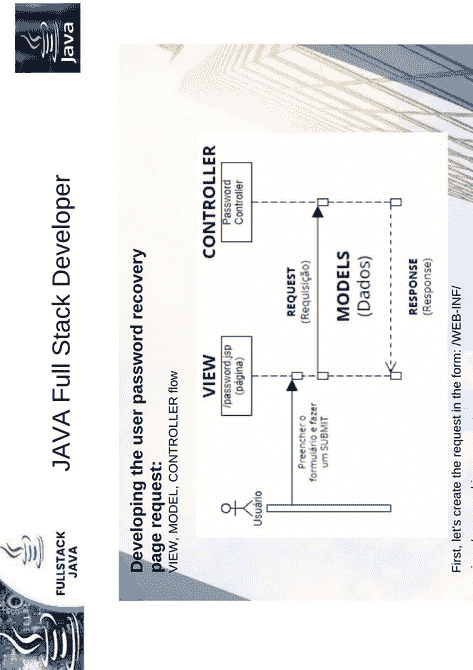 Java
JAVA Full Stack Developer
FULLSTACK
JAVA
Developing the user password recovery
page request:
VIEW, MODEL, CONTROLLER flow
VIEW
CONTROLLER
/password.jsp
(página)
Password
Controller
Usuário
Preencher o
formulário e fazer
um SUBMIT
REQUEST
(Requisição)
MODELS
(Dados)
RESPONSE
(Response)
First, let's create the request in the form: /WEB-INF/